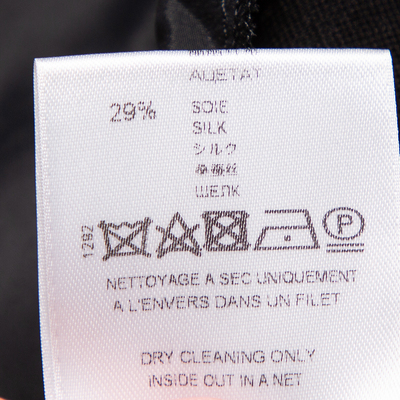 АЦЕТАТ
29% SOIE
SILK
シルク
ШЕЛК
1292
P
NETTOYAGE A SEC UNIQUEMENT
A L'ENVERS DANS UN FILET
DRY CLEANING ONLY
INSIDE OUT IN A NET